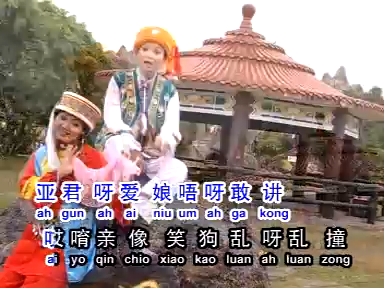 亚君 呀爱 娘唔呀敢 讲
ah gun ah ai niu um ah ga kong
哎唷亲 像 笑 狗 乱 呀乱 撞
ai yo qin chio xiao kao luan ah luan zong